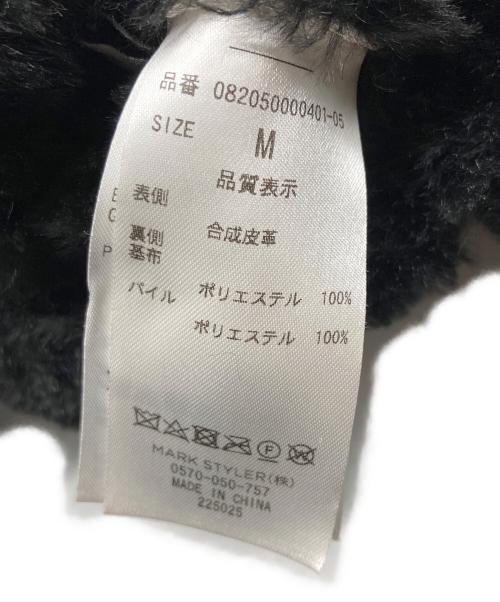 品番 082050000401-05
SIZE M
品質表示
表側 合成皮革
裏側
基布 ポリエステル 100%
パイル ポリエステル 100%
MARK STYLER(株)
0570-050-757
MADE IN CHINA
225025